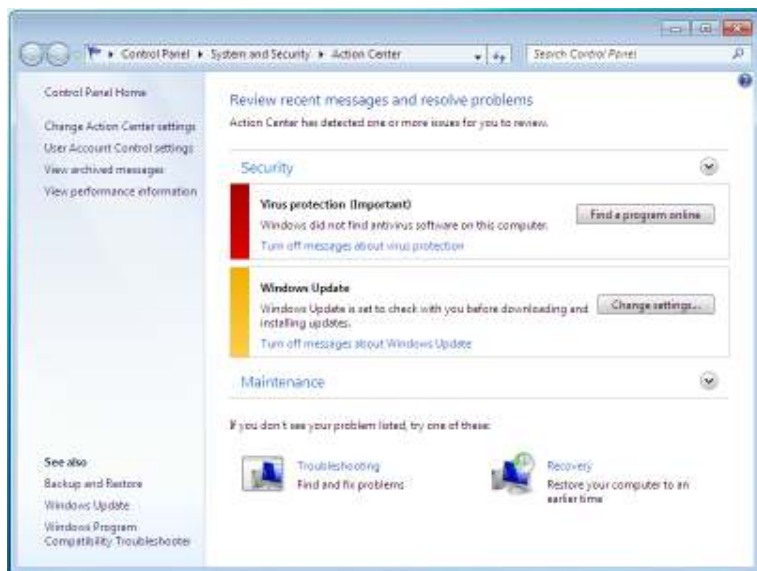 Control Panel ▸ System and Security ▸ Action Center
Search Control Panel
Control Panel Home
Change Action Center settings
User Account Control settings
View archived messages
View performance information
Review recent messages and resolve problems
Action Center has detected one or more issues for you to review.
Security
Virus protection (Important)
Windows did not find antivirus software on this computer.
Find a program online
Turn off messages about virus protection
Windows Update
Windows Update is set to check with you before downloading and
installing updates.
Change settings...
Turn off messages about Windows Update
Maintenance
If you don't see your problem listed, try one of these:
Troubleshooting
Find and fix problems
Recovery
Restore your computer to an
earlier time
See also
Backup and Restore
Windows Update
Windows Program
Compatibility Troubleshooter